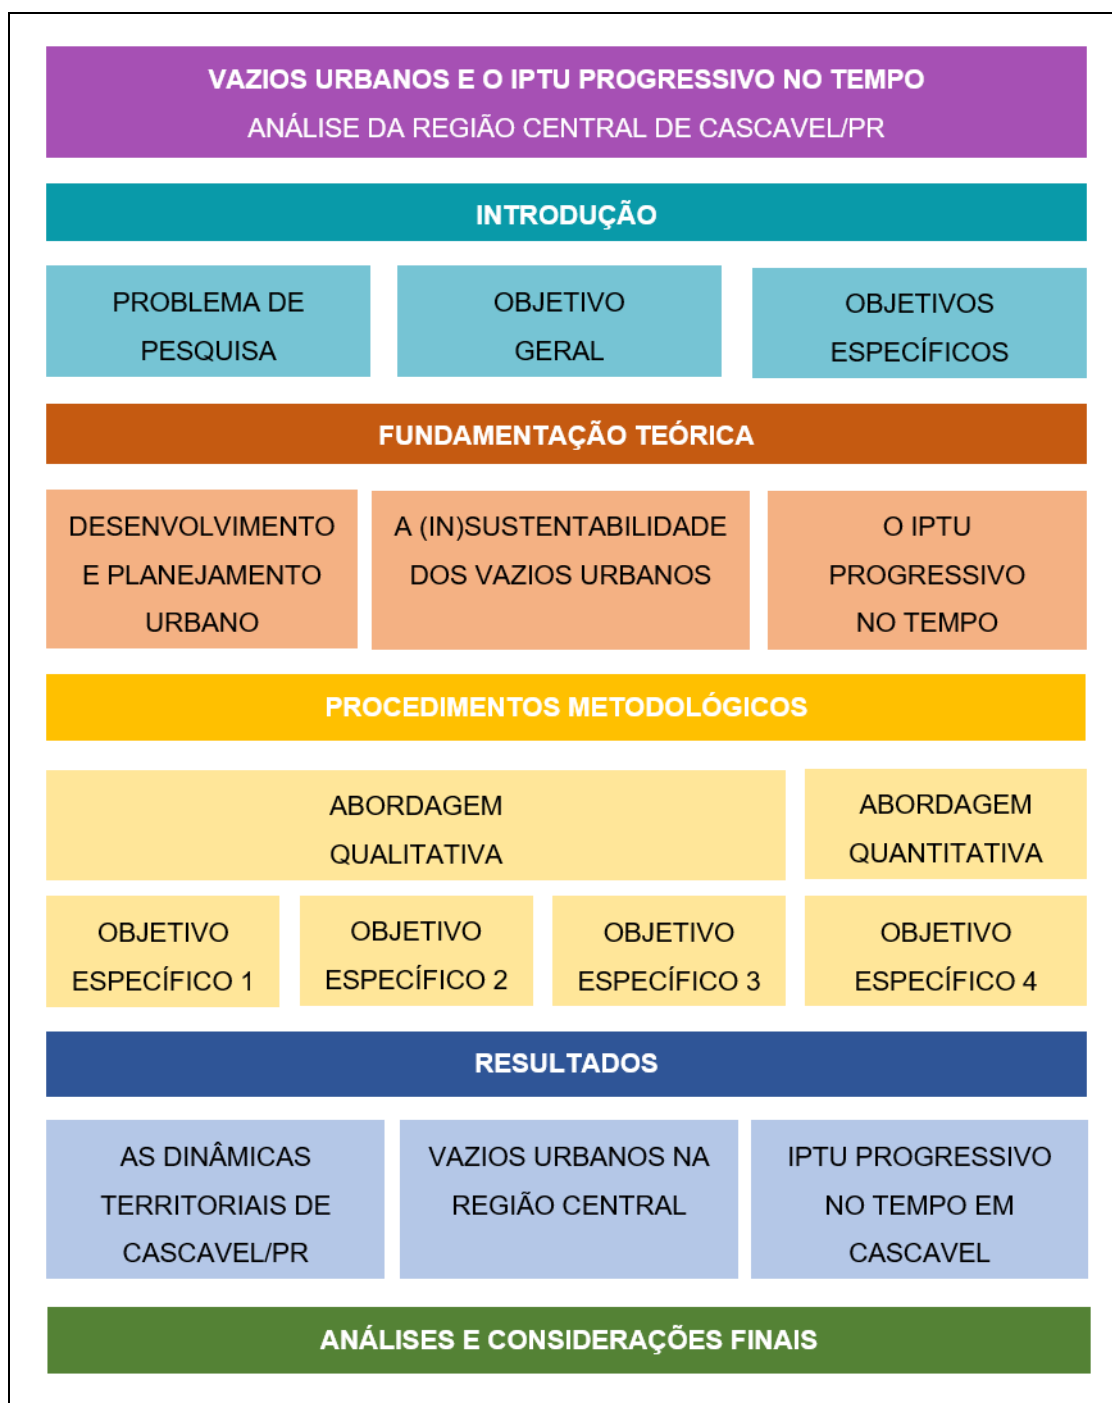 VAZIOS URBANOS E O IPTU PROGRESSIVO NO TEMPO
ANÁLISE DA REGIÃO CENTRAL DE CASCAVEL/PR
INTRODUÇÃO
PROBLEMA DE
PESQUISA
OBJETIVO
GERAL
OBJETIVOS
ESPECÍFICOS
FUNDAMENTAÇÃO TEÓRICA
DESENVOLVIMENTO
E PLANEJAMENTO
URBANO
A (IN)SUSTENTABILIDADE
DOS VAZIOS URBANOS
O IPTU
PROGRESSIVO
NO TEMPO
PROCEDIMENTOS METODOLÓGICOS
ABORDAGEM
QUALITATIVA
ABORDAGEM
QUANTITATIVA
OBJETIVO
ESPECÍFICO 1
OBJETIVO
ESPECÍFICO 2
OBJETIVO
ESPECÍFICO 3
OBJETIVO
ESPECÍFICO 4
RESULTADOS
AS DINÂMICAS
TERRITORIAIS DE
CASCAVEL/PR
VAZIOS URBANOS NA
REGIÃO CENTRAL
IPTU PROGRESSIVO
NO TEMPO EM
CASCAVEL
ANÁLISES E CONSIDERAÇÕES FINAIS